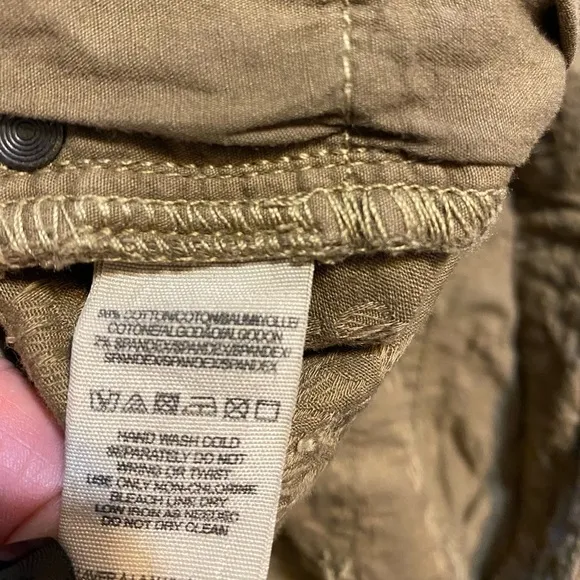 98% COTTON/COTON/BAUMWOLLE/
COTONE/ALGODÃO/ALGODON
2% SPANDEX/SPANDEX/SPANDEX/
SPANDEX/SPANDEX/SPANDEX
HAND WASH COLD
SEPARATELY DO NOT
WRING OR TWIST
USE ONLY NON-CHLORINE
BLEACH LINE DRY
LOW IRON AS NEEDED
DO NOT DRY CLEAN